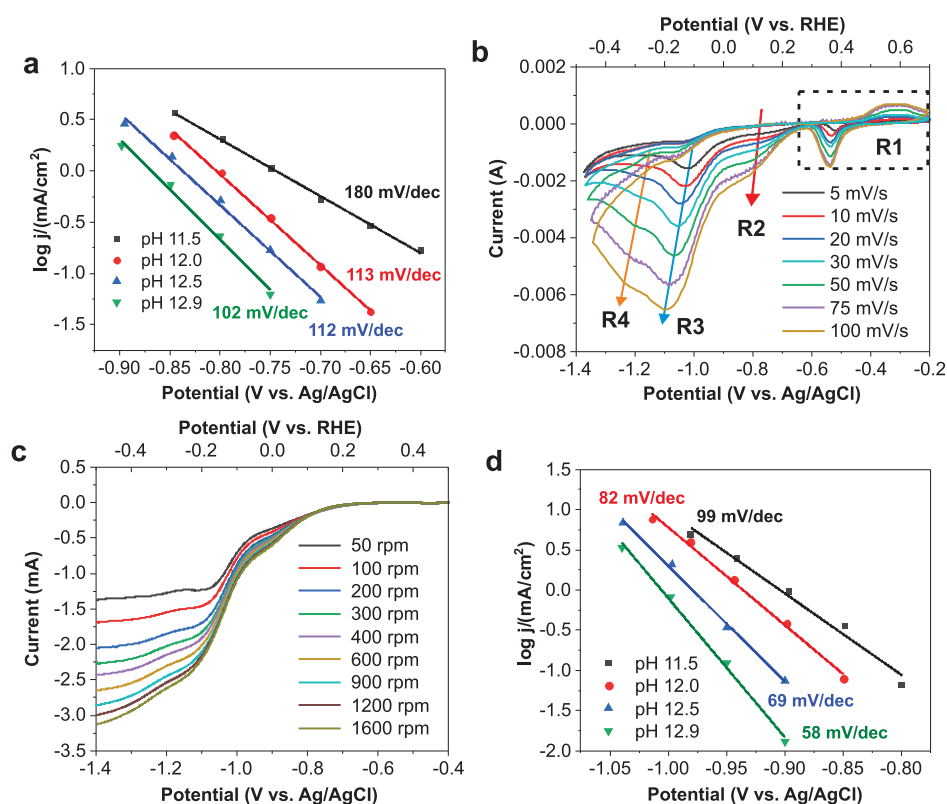 a
log j/(mA/cm²)
1.0
0.5
0.0
-0.5
-1.0
-1.5
180 mV/dec
113 mV/dec
112 mV/dec
102 mV/dec
pH 11.5
pH 12.0
pH 12.5
pH 12.9
-0.90 -0.85 -0.80 -0.75 -0.70 -0.65 -0.60
Potential (V vs. Ag/AgCl)
b
Potential (V vs. RHE)
-0.4 -0.2 0.0 0.2 0.4 0.6
Current (A)
0.002
0.000
-0.002
-0.004
-0.006
-0.008
R1
R2
R3
R4
5 mV/s
10 mV/s
20 mV/s
30 mV/s
50 mV/s
75 mV/s
100 mV/s
-1.4 -1.2 -1.0 -0.8 -0.6 -0.4 -0.2
Potential (V vs. Ag/AgCl)
c
Potential (V vs. RHE)
-0.4 -0.2 0.0 0.2 0.4
Current (mA)
0.5
0.0
-0.5
-1.0
-1.5
-2.0
-2.5
-3.0
-3.5
50 rpm
100 rpm
200 rpm
300 rpm
400 rpm
600 rpm
900 rpm
1200 rpm
1600 rpm
-1.4 -1.2 -1.0 -0.8 -0.6 -0.4
Potential (V vs. Ag/AgCl)
d
log j/(mA/cm²)
1.5
1.0
0.5
0.0
-0.5
-1.0
-1.5
-2.0
82 mV/dec
99 mV/dec
69 mV/dec
58 mV/dec
pH 11.5
pH 12.0
pH 12.5
pH 12.9
-1.05 -1.00 -0.95 -0.90 -0.85 -0.80
Potential (V vs. Ag/AgCl)